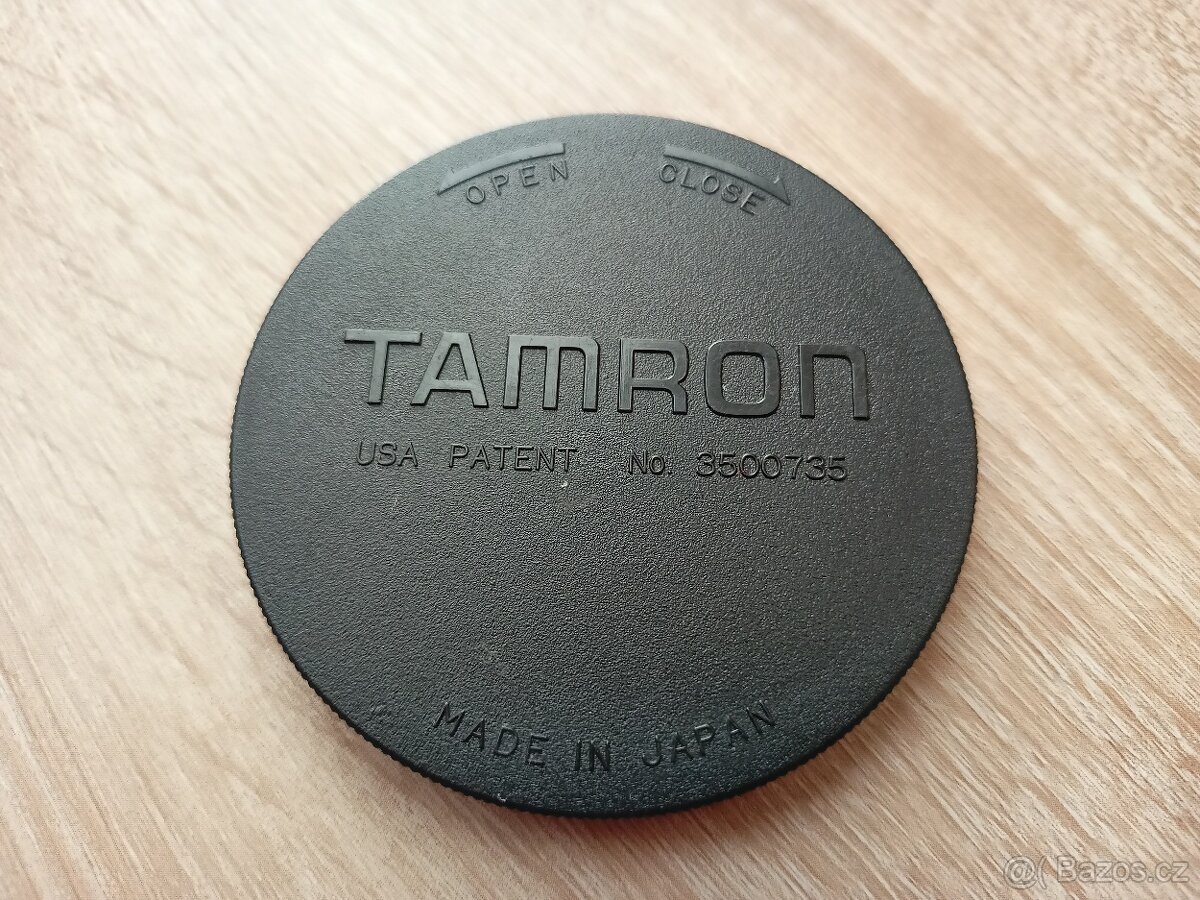 OPEN CLOSE
TAMRON
USA PATENT No. 3500735
MADE IN JAPAN
@( Bazos.cz